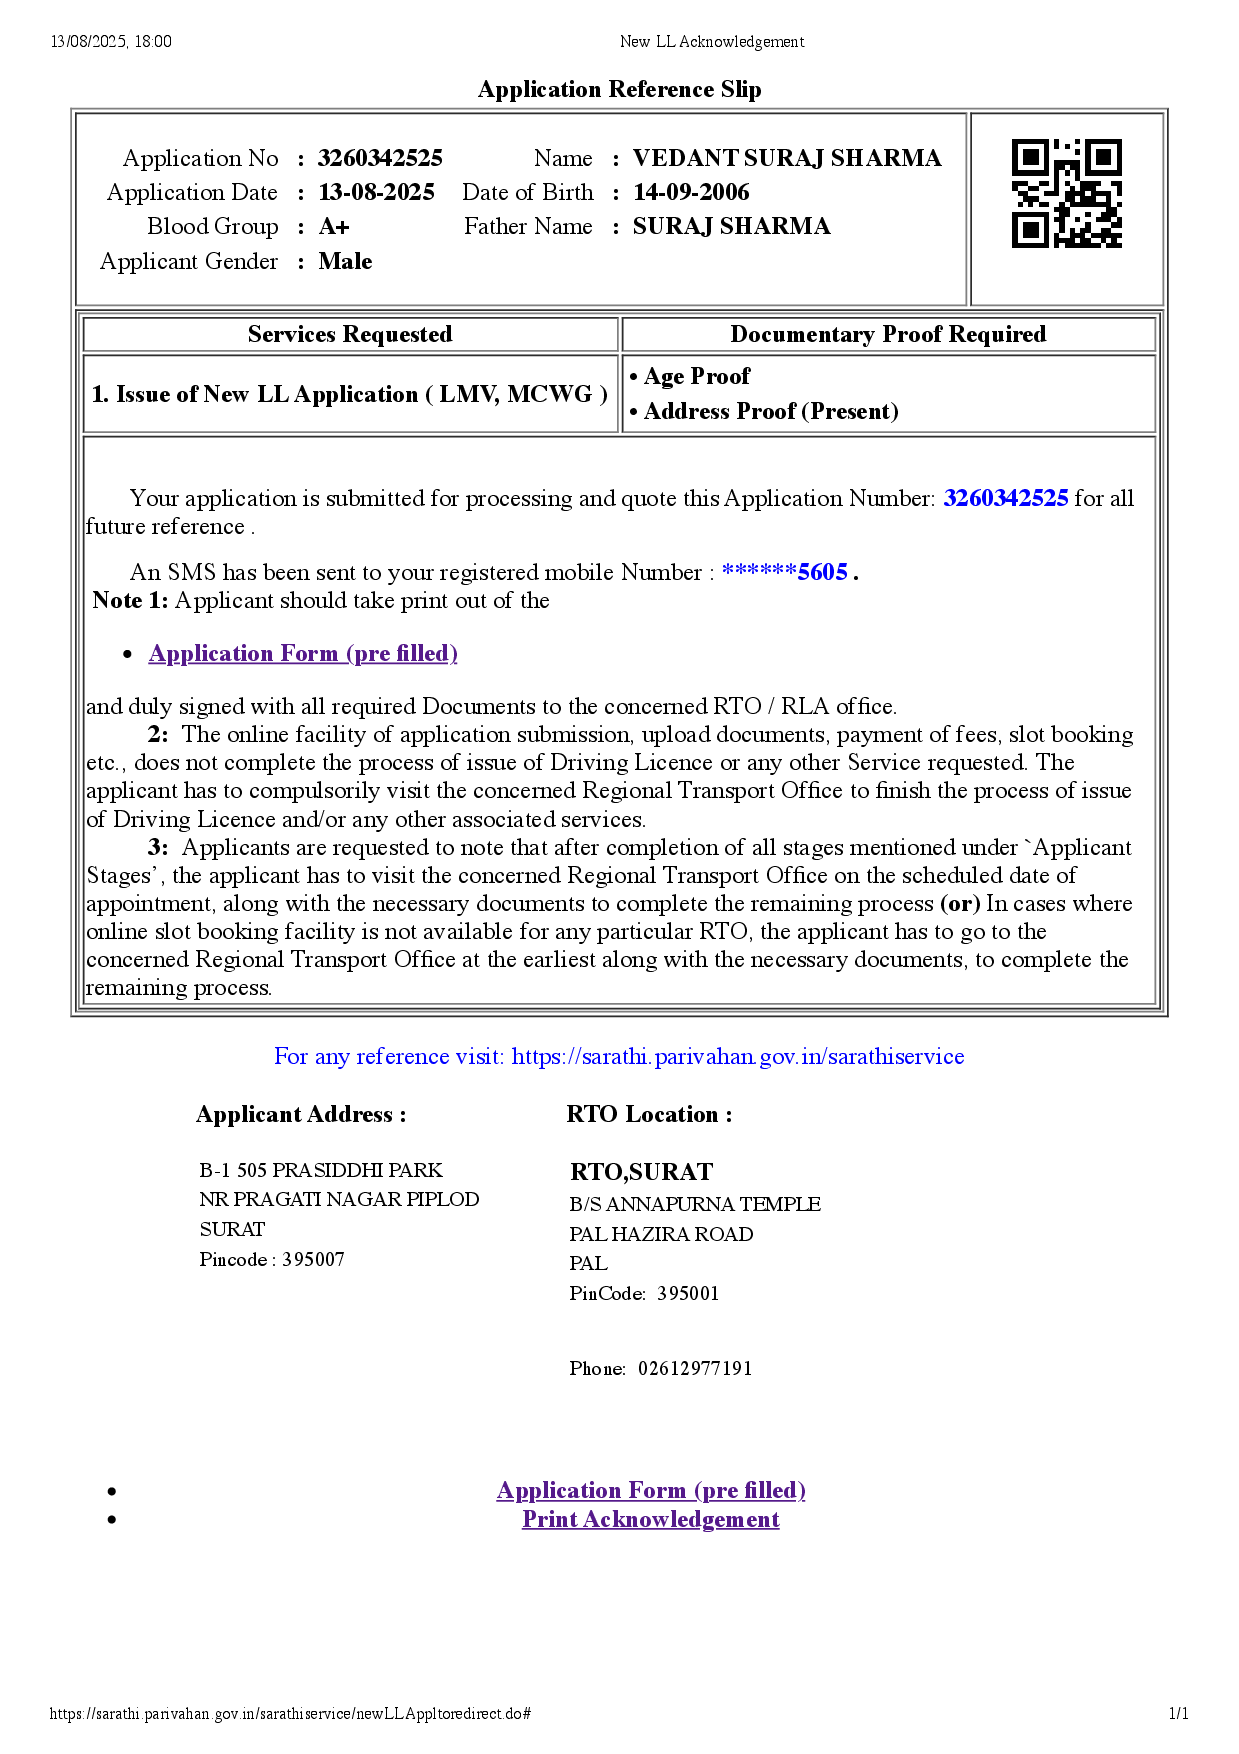 13/08/2025, 18:00 New LL Acknowledgement
Application Reference Slip
Application No : 3260342525 Name : VEDANT SURAJ SHARMA
Application Date : 13-08-2025 Date of Birth : 14-09-2006
Blood Group : A+ Father Name : SURAJ SHARMA
Applicant Gender : Male
Services Requested Documentary Proof Required
1. Issue of New LL Application ( LMV, MCWG )
• Age Proof
• Address Proof (Present)
Your application is submitted for processing and quote this Application Number: 3260342525 for all
future reference .
An SMS has been sent to your registered mobile Number : ******5605 .
Note 1: Applicant should take print out of the
• Application Form (pre filled)
and duly signed with all required Documents to the concerned RTO / RLA office.
2: The online facility of application submission, upload documents, payment of fees, slot booking
etc., does not complete the process of issue of Driving Licence or any other Service requested. The
applicant has to compulsorily visit the concerned Regional Transport Office to finish the process of issue
of Driving Licence and/or any other associated services.
3: Applicants are requested to note that after completion of all stages mentioned under `Applicant
Stages', the applicant has to visit the concerned Regional Transport Office on the scheduled date of
appointment, along with the necessary documents to complete the remaining process (or) In cases where
online slot booking facility is not available for any particular RTO, the applicant has to go to the
concerned Regional Transport Office at the earliest along with the necessary documents, to complete the
remaining process.
For any reference visit: https://sarathi.parivahan.gov.in/sarathiservice
Applicant Address :
B-1 505 PRASIDDHI PARK
NR PRAGATI NAGAR PIPLOD
SURAT
Pincode : 395007
RTO Location :
RTO,SURAT
B/S ANNAPURNA TEMPLE
PAL HAZIRA ROAD
PAL
PinCode: 395001
Phone: 02612977191
• Application Form (pre filled)
• Print Acknowledgement
https://sarathi.parivahan.gov.in/sarathiservice/newLLAppltoredirect.do# 1/1